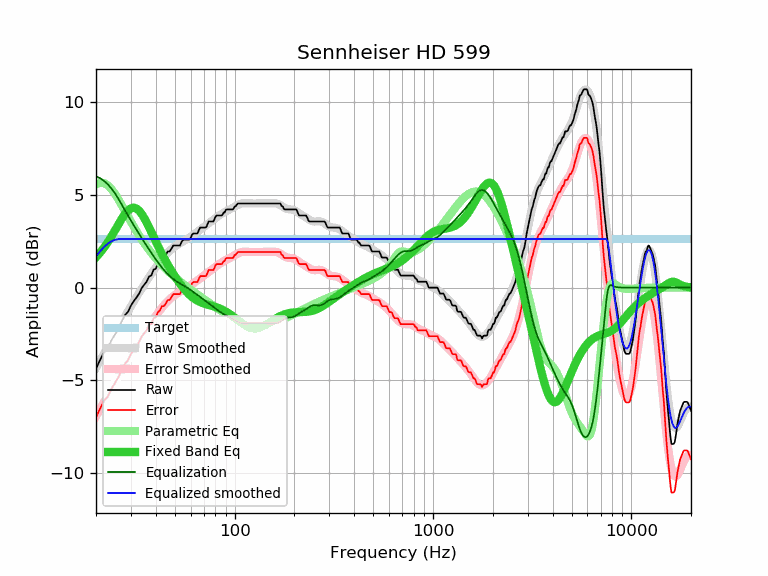 Sennheiser HD 599
Amplitude (dBr)
10
5
0
−5
−10
Target
Raw Smoothed
Error Smoothed
Raw
Error
Parametric Eq
Fixed Band Eq
Equalization
Equalized smoothed
100
1000
10000
Frequency (Hz)